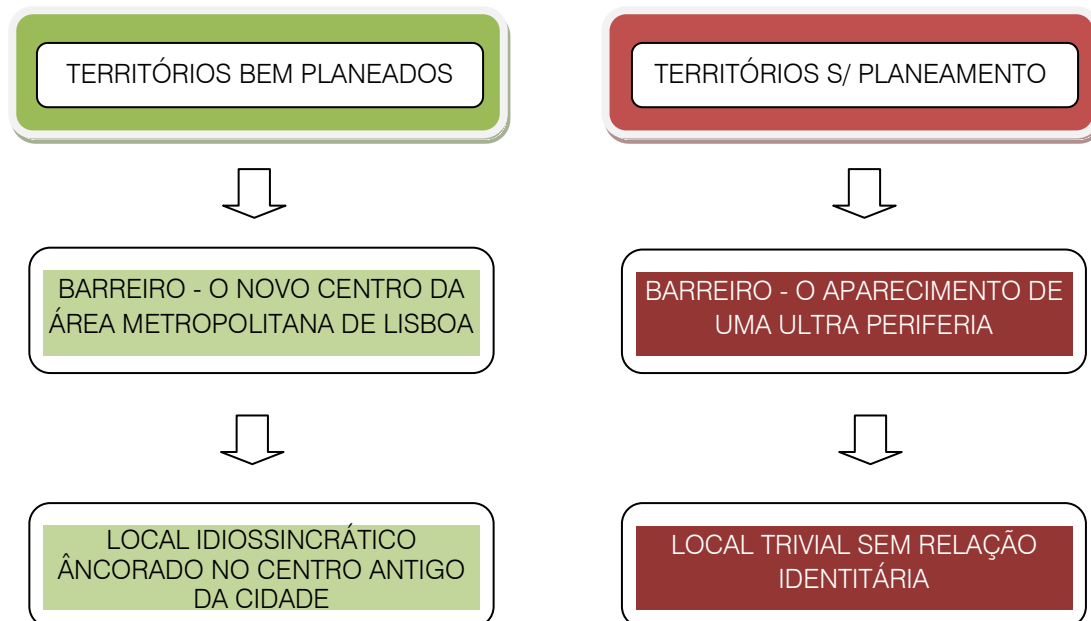 TERRITÓRIOS BEM PLANEADOS
TERRITÓRIOS S/ PLANEAMENTO
BARREIRO - O NOVO CENTRO DA
ÁREA METROPOLITANA DE LISBOA
BARREIRO - O APARECIMENTO DE
UMA ULTRA PERIFERIA
LOCAL IDIOSSINCRÁTICO
ÂNCORADO NO CENTRO ANTIGO
DA CIDADE
LOCAL TRIVIAL SEM RELAÇÃO
IDENTITÁRIA